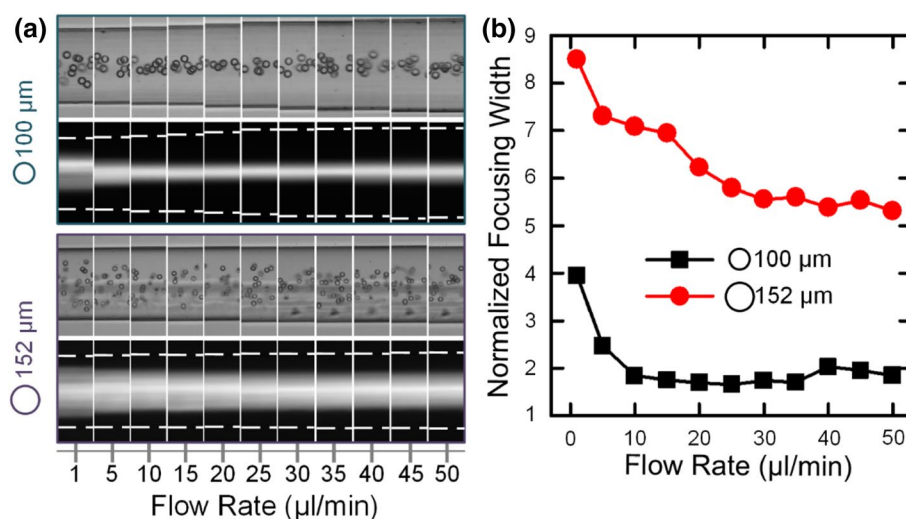 (a)
○100 µm
○152 µm
1 5 10 15 20 25 30 35 40 45 50
Flow Rate (µl/min)
(b)
Normalized Focusing Width
9
8
7
6
5
4
3
2
1
○100 µm
○152 µm
0 10 20 30 40 50
Flow Rate (µl/min)